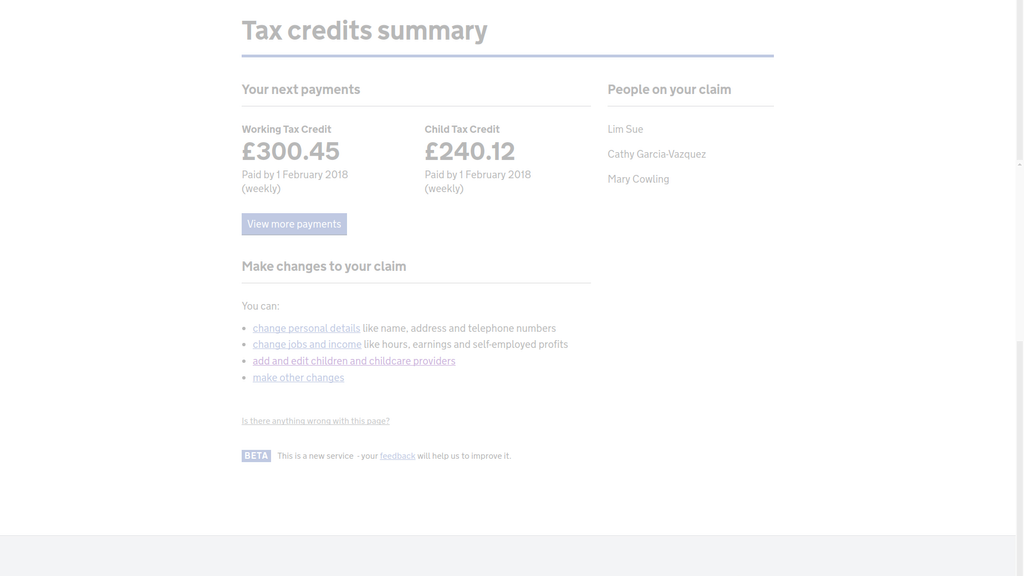 Tax credits summary
Your next payments
People on your claim
Working Tax Credit
£300.45
Paid by 1 February 2018
(weekly)
Child Tax Credit
£240.12
Paid by 1 February 2018
(weekly)
Lim Sue
Cathy Garcia-Vazquez
Mary Cowling
View more payments
Make changes to your claim
You can:
• change personal details like name, address and telephone numbers
• change jobs and income like hours, earnings and self-employed profits
• add and edit children and childcare providers
• make other changes
Is there anything wrong with this page?
BETA This is a new service - your feedback will help us to improve it.